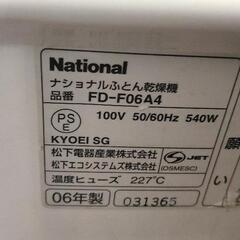 National
ナショナルふとん乾燥機
品番 FD-F06A4
100V 50/60Hz 540W
PS
E
KYOEI SG
松下電器産業株式会社
松下エコシステムズ株式会社
S JET
(OSMESC)
温度ヒューズ 227℃
06年製 031365
願
い